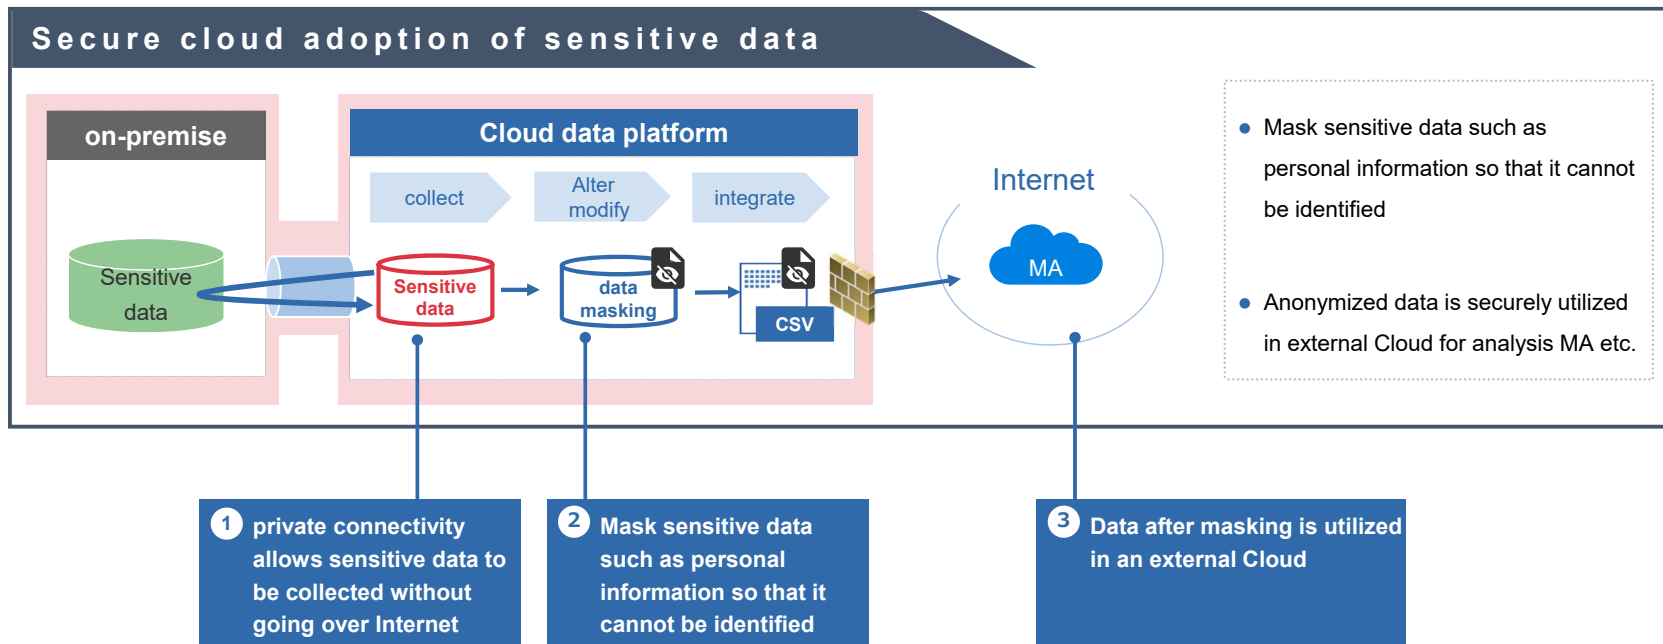 Secure cloud adoption of sensitive data
on-premise
Sensitive
data
Cloud data platform
collect
Alter
modify
integrate
Sensitive
data
data
masking
CSV
Internet
MA
Mask sensitive data such as
personal information so that it cannot
be identified
Anonymized data is securely utilized
in external Cloud for analysis MA etc.
1 private connectivity
allows sensitive data to
be collected without
going over Internet
2 Mask sensitive data
such as personal
information so that it
cannot be identified
3 Data after masking is utilized
in an external Cloud